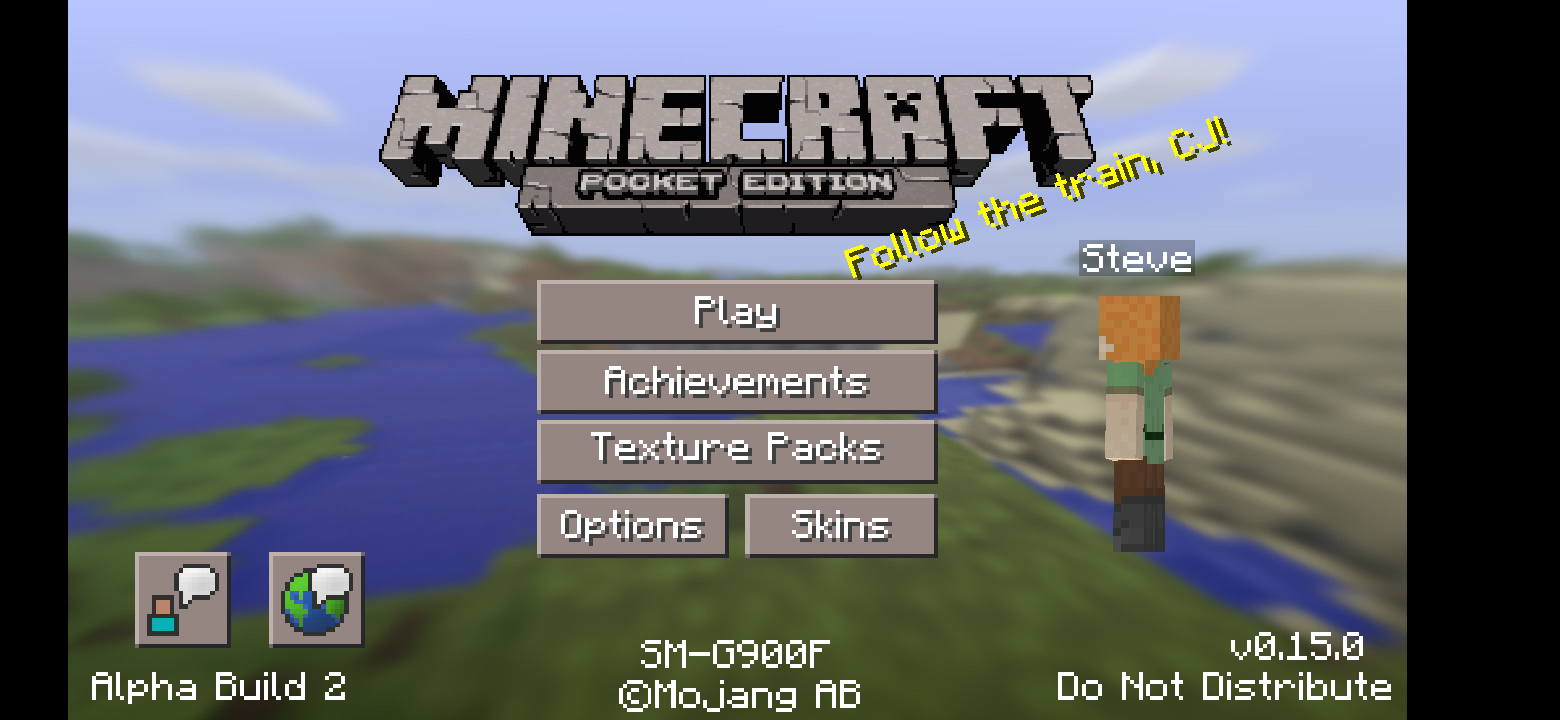 MINECRAFT
POCKET EDITION
Follow the train, CJ!
Steve
Play
Achievements
Texture Packs
Options
Skins
SM-G900F
v0.15.0
Alpha Build 2
©Mojang AB
Do Not Distribute